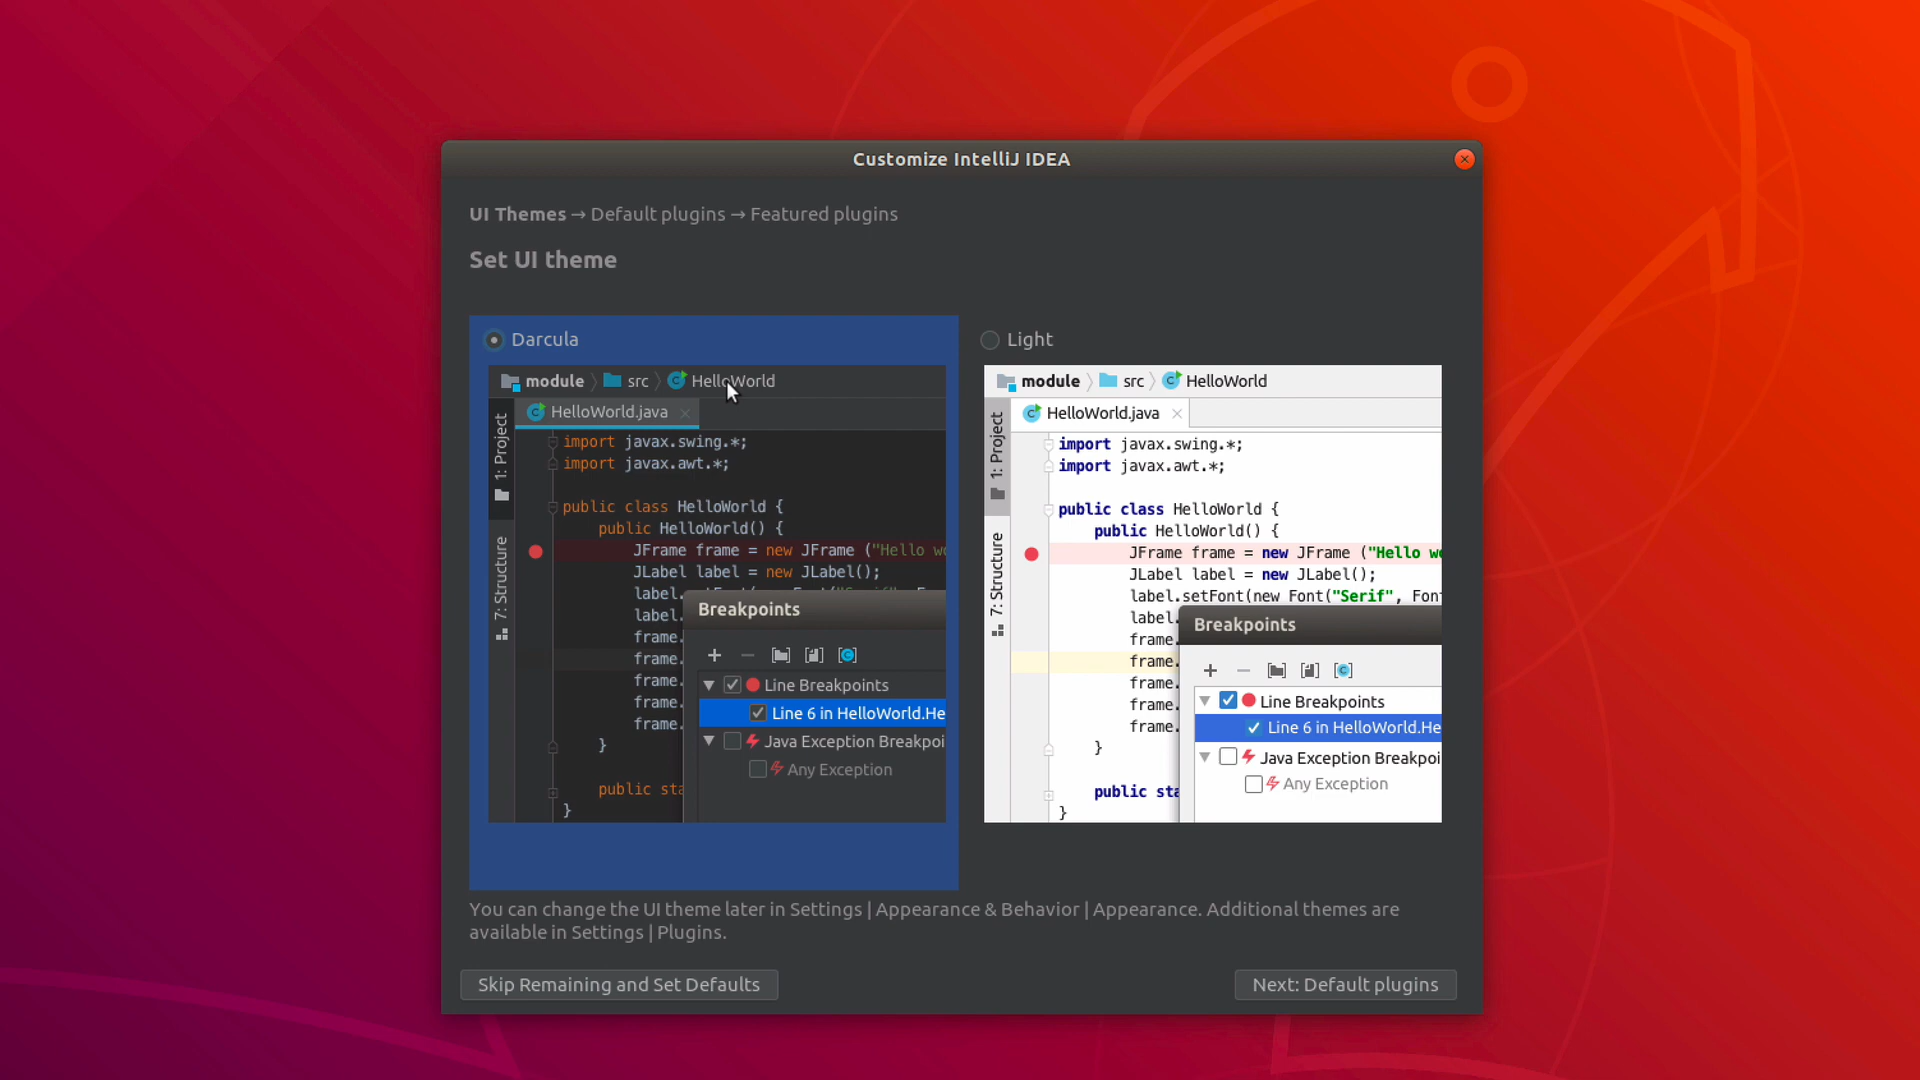 Customize IntelliJ IDEA
UI Themes → Default plugins → Featured plugins
Set UI theme
Darcula
module 〉 src 〉 HelloWorld
HelloWorld.java
1: Project
7: Structure
import javax.swing.*;
import javax.awt.*;
public class HelloWorld {
public HelloWorld() {
JFrame frame = new JFrame ("Hello wo
JLabel label = new JLabel();
label.
label.
frame.
frame.
frame.
frame.
frame.
}
public sta
}
Breakpoints
Line Breakpoints
Line 6 in HelloWorld.He
Java Exception Breakpoi
Any Exception
Light
module 〉 src 〉 HelloWorld
HelloWorld.java
1: Project
7: Structure
import javax.swing.*;
import javax.awt.*;
public class HelloWorld {
public HelloWorld() {
JFrame frame = new JFrame ("Hello w
JLabel label = new JLabel();
label.setFont(new Font("Serif", Font
label.
frame.
frame.
frame.
frame.
frame.
}
public sta
}
Breakpoints
Line Breakpoints
Line 6 in HelloWorld.He
Java Exception Breakpoi
Any Exception
You can change the UI theme later in Settings | Appearance & Behavior | Appearance. Additional themes are
available in Settings | Plugins.
Skip Remaining and Set Defaults
Next: Default plugins